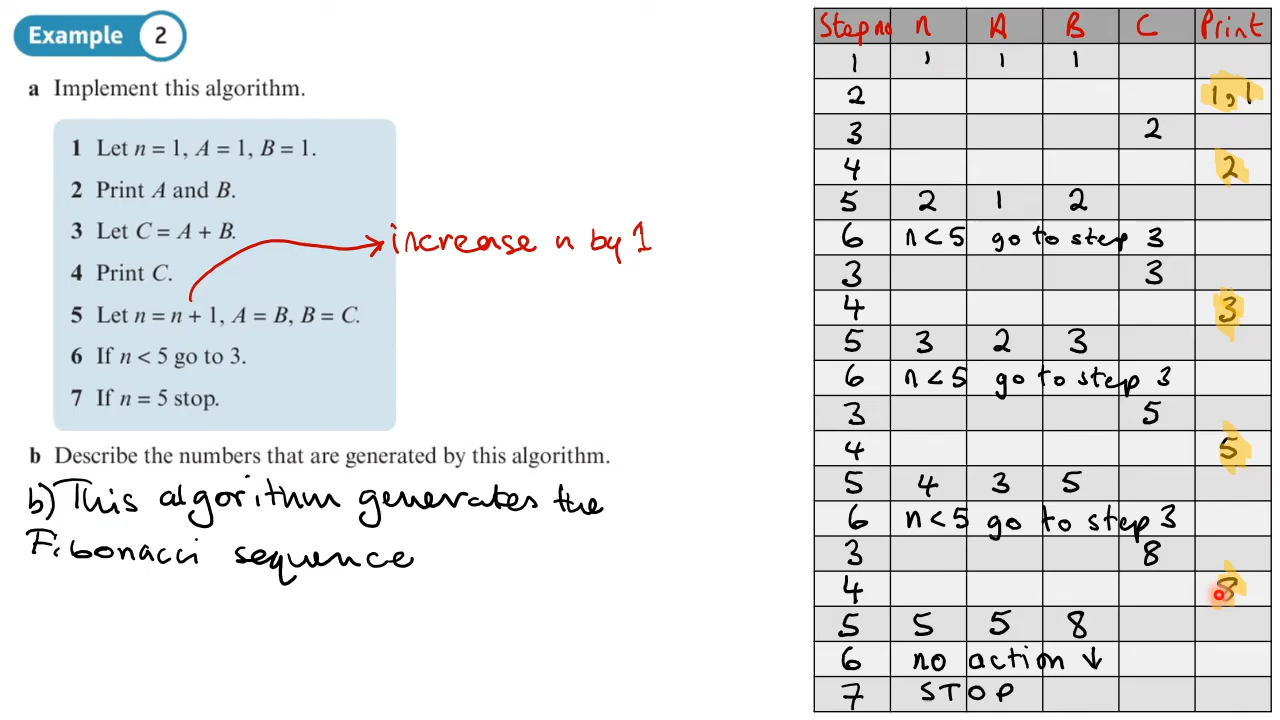 Example 2
a Implement this algorithm.
1 Let n = 1, A = 1, B = 1.
2 Print A and B.
3 Let C = A + B.
4 Print C.
5 Let n = n + 1, A = B, B = C.
6 If n < 5 go to 3.
7 If n = 5 stop.
increase n by 1
b Describe the numbers that are generated by this algorithm.
b) This algorithm generates the
Fibonacci sequence
Step no n A B C Print
1 1 1 1
2 1,1
3 2
4 2
5 2 1 2
6 n < 5 go to step 3
3 3
4 3
5 3 2 3
6 n < 5 go to step 3
3 5
4 5
5 4 3 5
6 n < 5 go to step 3
3 8
4 8
5 5 5 8
6 no action ↓
7 STOP